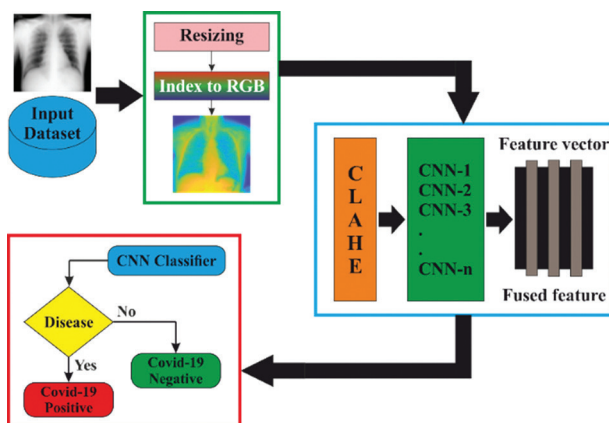 Input
Dataset
Resizing
Index to RGB
CLAHE
CNN-1
CNN-2
CNN-3
.
.
CNN-n
Feature vector
Fused feature
CNN Classifier
Disease
No
Yes
Covid-19
Negative
Covid-19
Positive